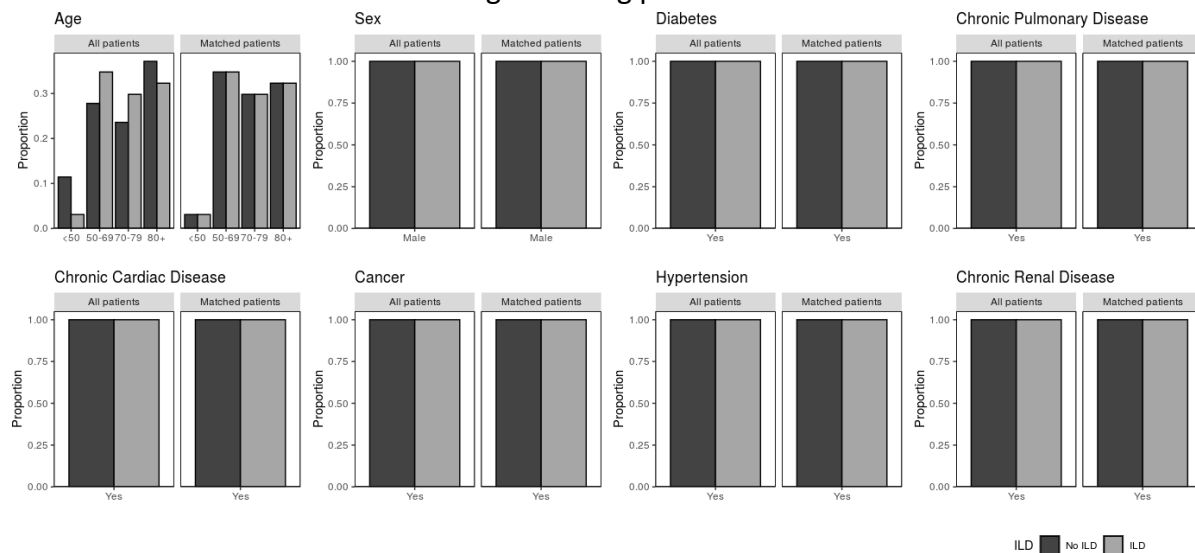 Age
All patients Matched patients
Proportion
0.3
0.2
0.1
0.0
<50 50-69 70-79 80+ <50 50-69 70-79 80+
Sex
All patients Matched patients
Proportion
1.00
0.75
0.50
0.25
0.00
Male Male
Diabetes
All patients Matched patients
Proportion
1.00
0.75
0.50
0.25
0.00
Yes Yes
Chronic Pulmonary Disease
All patients Matched patients
Proportion
1.00
0.75
0.50
0.25
0.00
Yes Yes
Chronic Cardiac Disease
All patients Matched patients
Proportion
1.00
0.75
0.50
0.25
0.00
Yes Yes
Cancer
All patients Matched patients
Proportion
1.00
0.75
0.50
0.25
0.00
Yes Yes
Hypertension
All patients Matched patients
Proportion
1.00
0.75
0.50
0.25
0.00
Yes Yes
Chronic Renal Disease
All patients Matched patients
Proportion
1.00
0.75
0.50
0.25
0.00
Yes Yes
ILD No ILD ILD